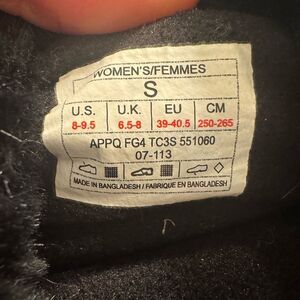 WOMEN'S/FEMMES
S
U.S. U.K. EU CM
8-9.5 6.5-8 39-40.5 250-265
APPQ FG4 TC3S 551060
07-113
MADE IN BANGLADESH / FABRIQUE EN BANGLADESH